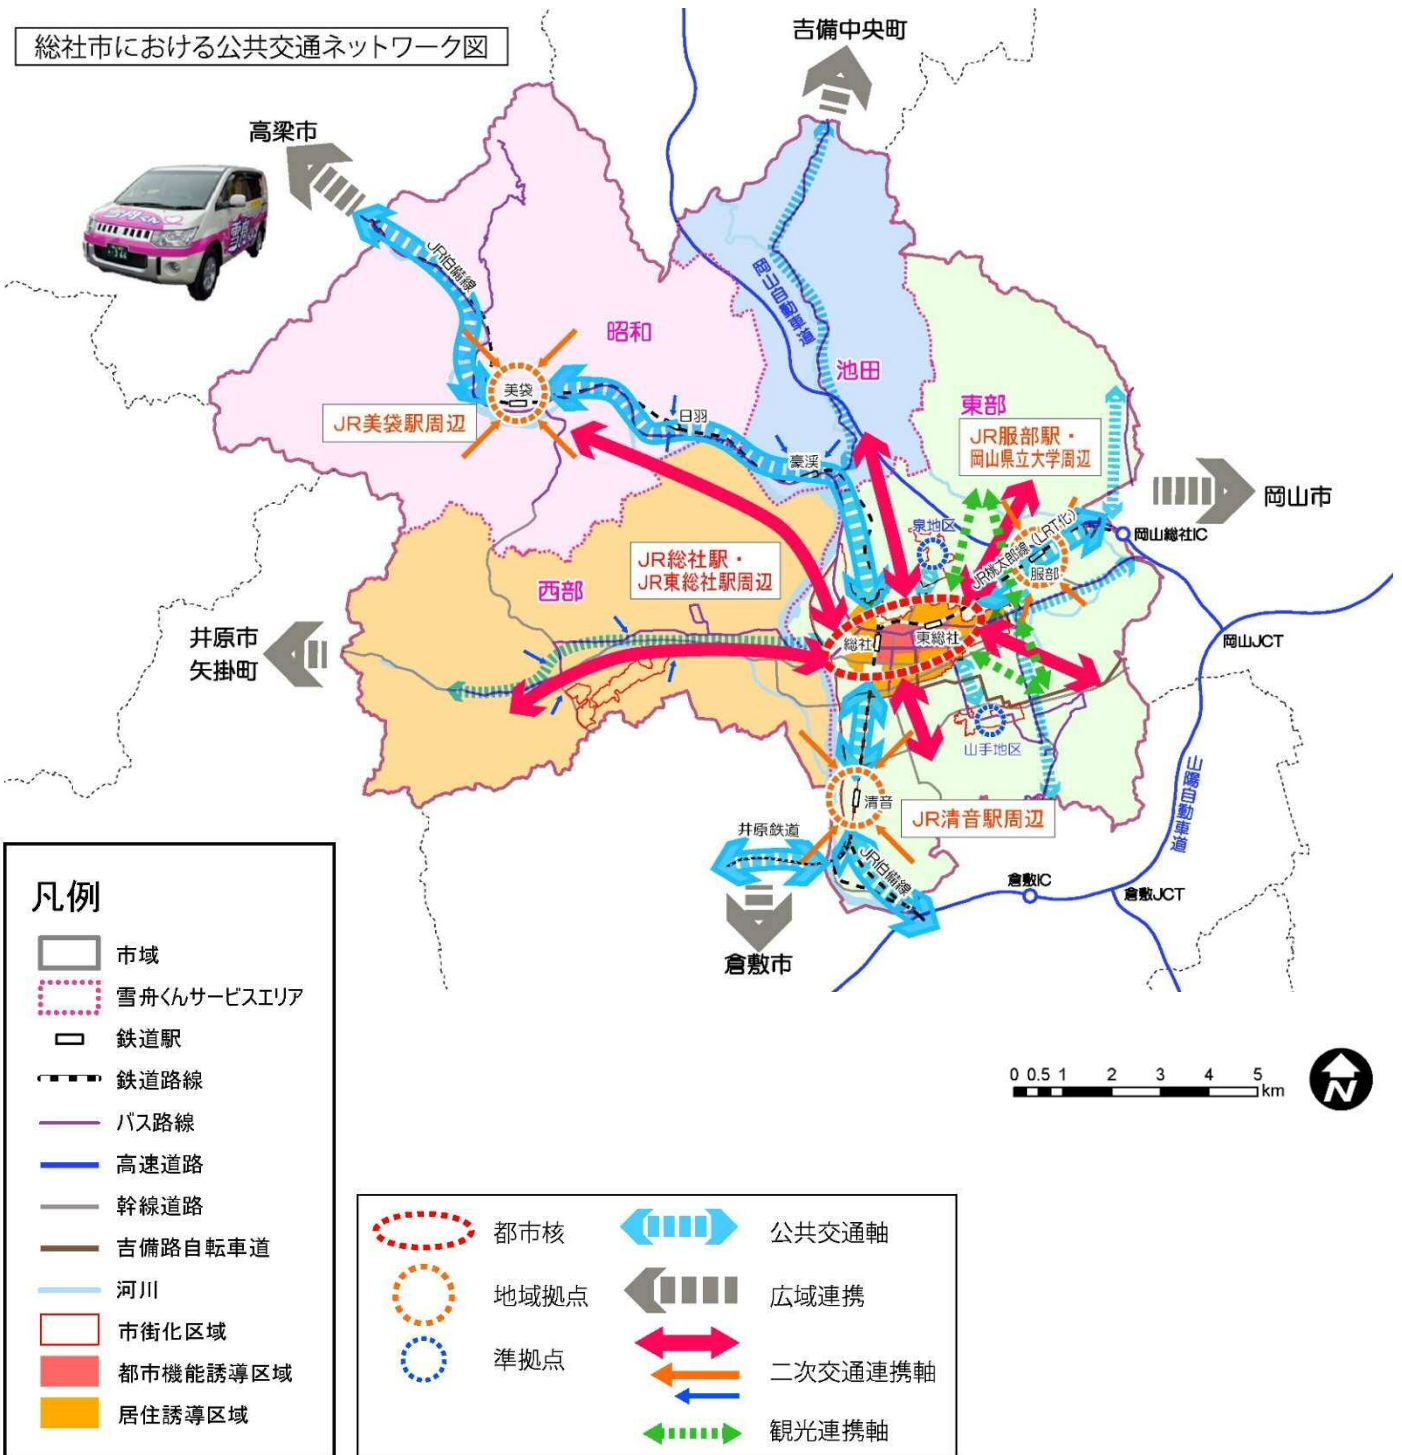 総社市における公共交通ネットワーク図
吉備中央町
高梁市
雪舟くん
JR伯備線
岡山自動車道
昭和
池田
東部
美袋
JR美袋駅周辺
日羽
豪渓
JR服部駅・
岡山県立大学周辺
岡山市
泉地区
JR桃太郎線(LRT化)
岡山総社IC
服部
JR総社駅・
JR東総社駅周辺
西部
総社
東総社
井原市
矢掛町
岡山JCT
山手地区
山陽自動車道
清音
JR清音駅周辺
井原鉄道
JR伯備線
倉敷IC
倉敷JCT
倉敷市
凡例
市域
雪舟くんサービスエリア
鉄道駅
鉄道路線
バス路線
高速道路
幹線道路
吉備路自転車道
河川
市街化区域
都市機能誘導区域
居住誘導区域
都市核
地域拠点
準拠点
公共交通軸
広域連携
二次交通連携軸
観光連携軸
0 0.5 1 2 3 4 5
km
N